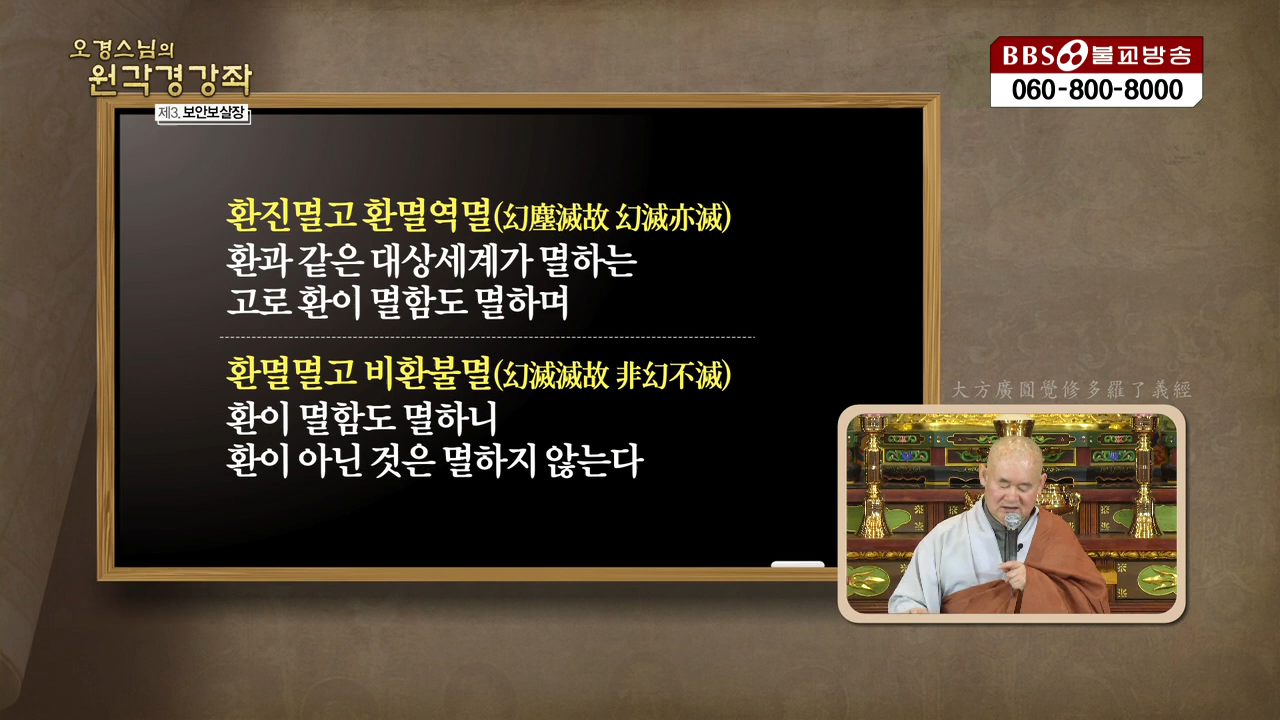 오경스님의
원각경강좌
제3. 보안보살장
BBS 불교방송
060-800-8000
환진멸고 환멸역멸(幻塵滅故 幻滅亦滅)
환과 같은 대상세계가 멸하는
고로 환이 멸함도 멸하며
환멸멸고 비환불멸(幻滅滅故 非幻不滅)
환이 멸함도 멸하니
환이 아닌 것은 멸하지 않는다
大方廣圓覺修多羅了義經